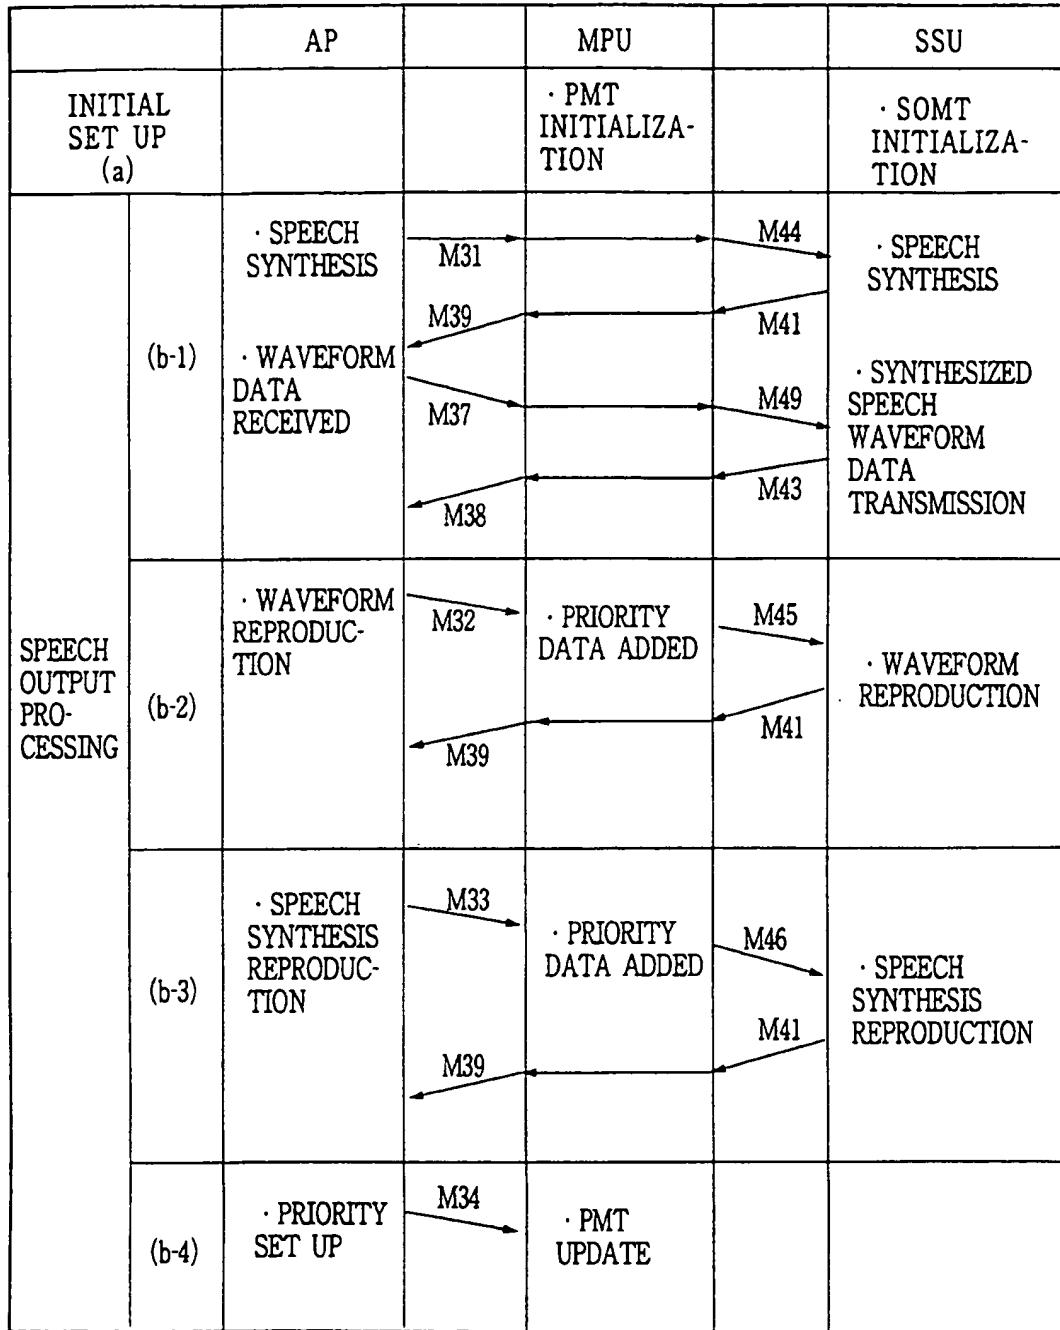 AP
MPU
SSU
INITIAL
SET UP
(a)
· PMT
INITIALIZA-
TION
· SOMT
INITIALIZA-
TION
SPEECH
OUTPUT
PRO-
CESSING
(b-1)
· SPEECH
SYNTHESIS
M31
M44
· SPEECH
SYNTHESIS
M39
M41
· WAVEFORM
DATA
RECEIVED
M37
M49
· SYNTHESIZED
SPEECH
WAVEFORM
DATA
TRANSMISSION
M38
M43
(b-2)
· WAVEFORM
REPRODUC-
TION
M32
· PRIORITY
DATA ADDED
M45
· WAVEFORM
REPRODUCTION
M39
M41
(b-3)
· SPEECH
SYNTHESIS
REPRODUC-
TION
M33
· PRIORITY
DATA ADDED
M46
· SPEECH
SYNTHESIS
REPRODUCTION
M39
M41
(b-4)
· PRIORITY
SET UP
M34
· PMT
UPDATE